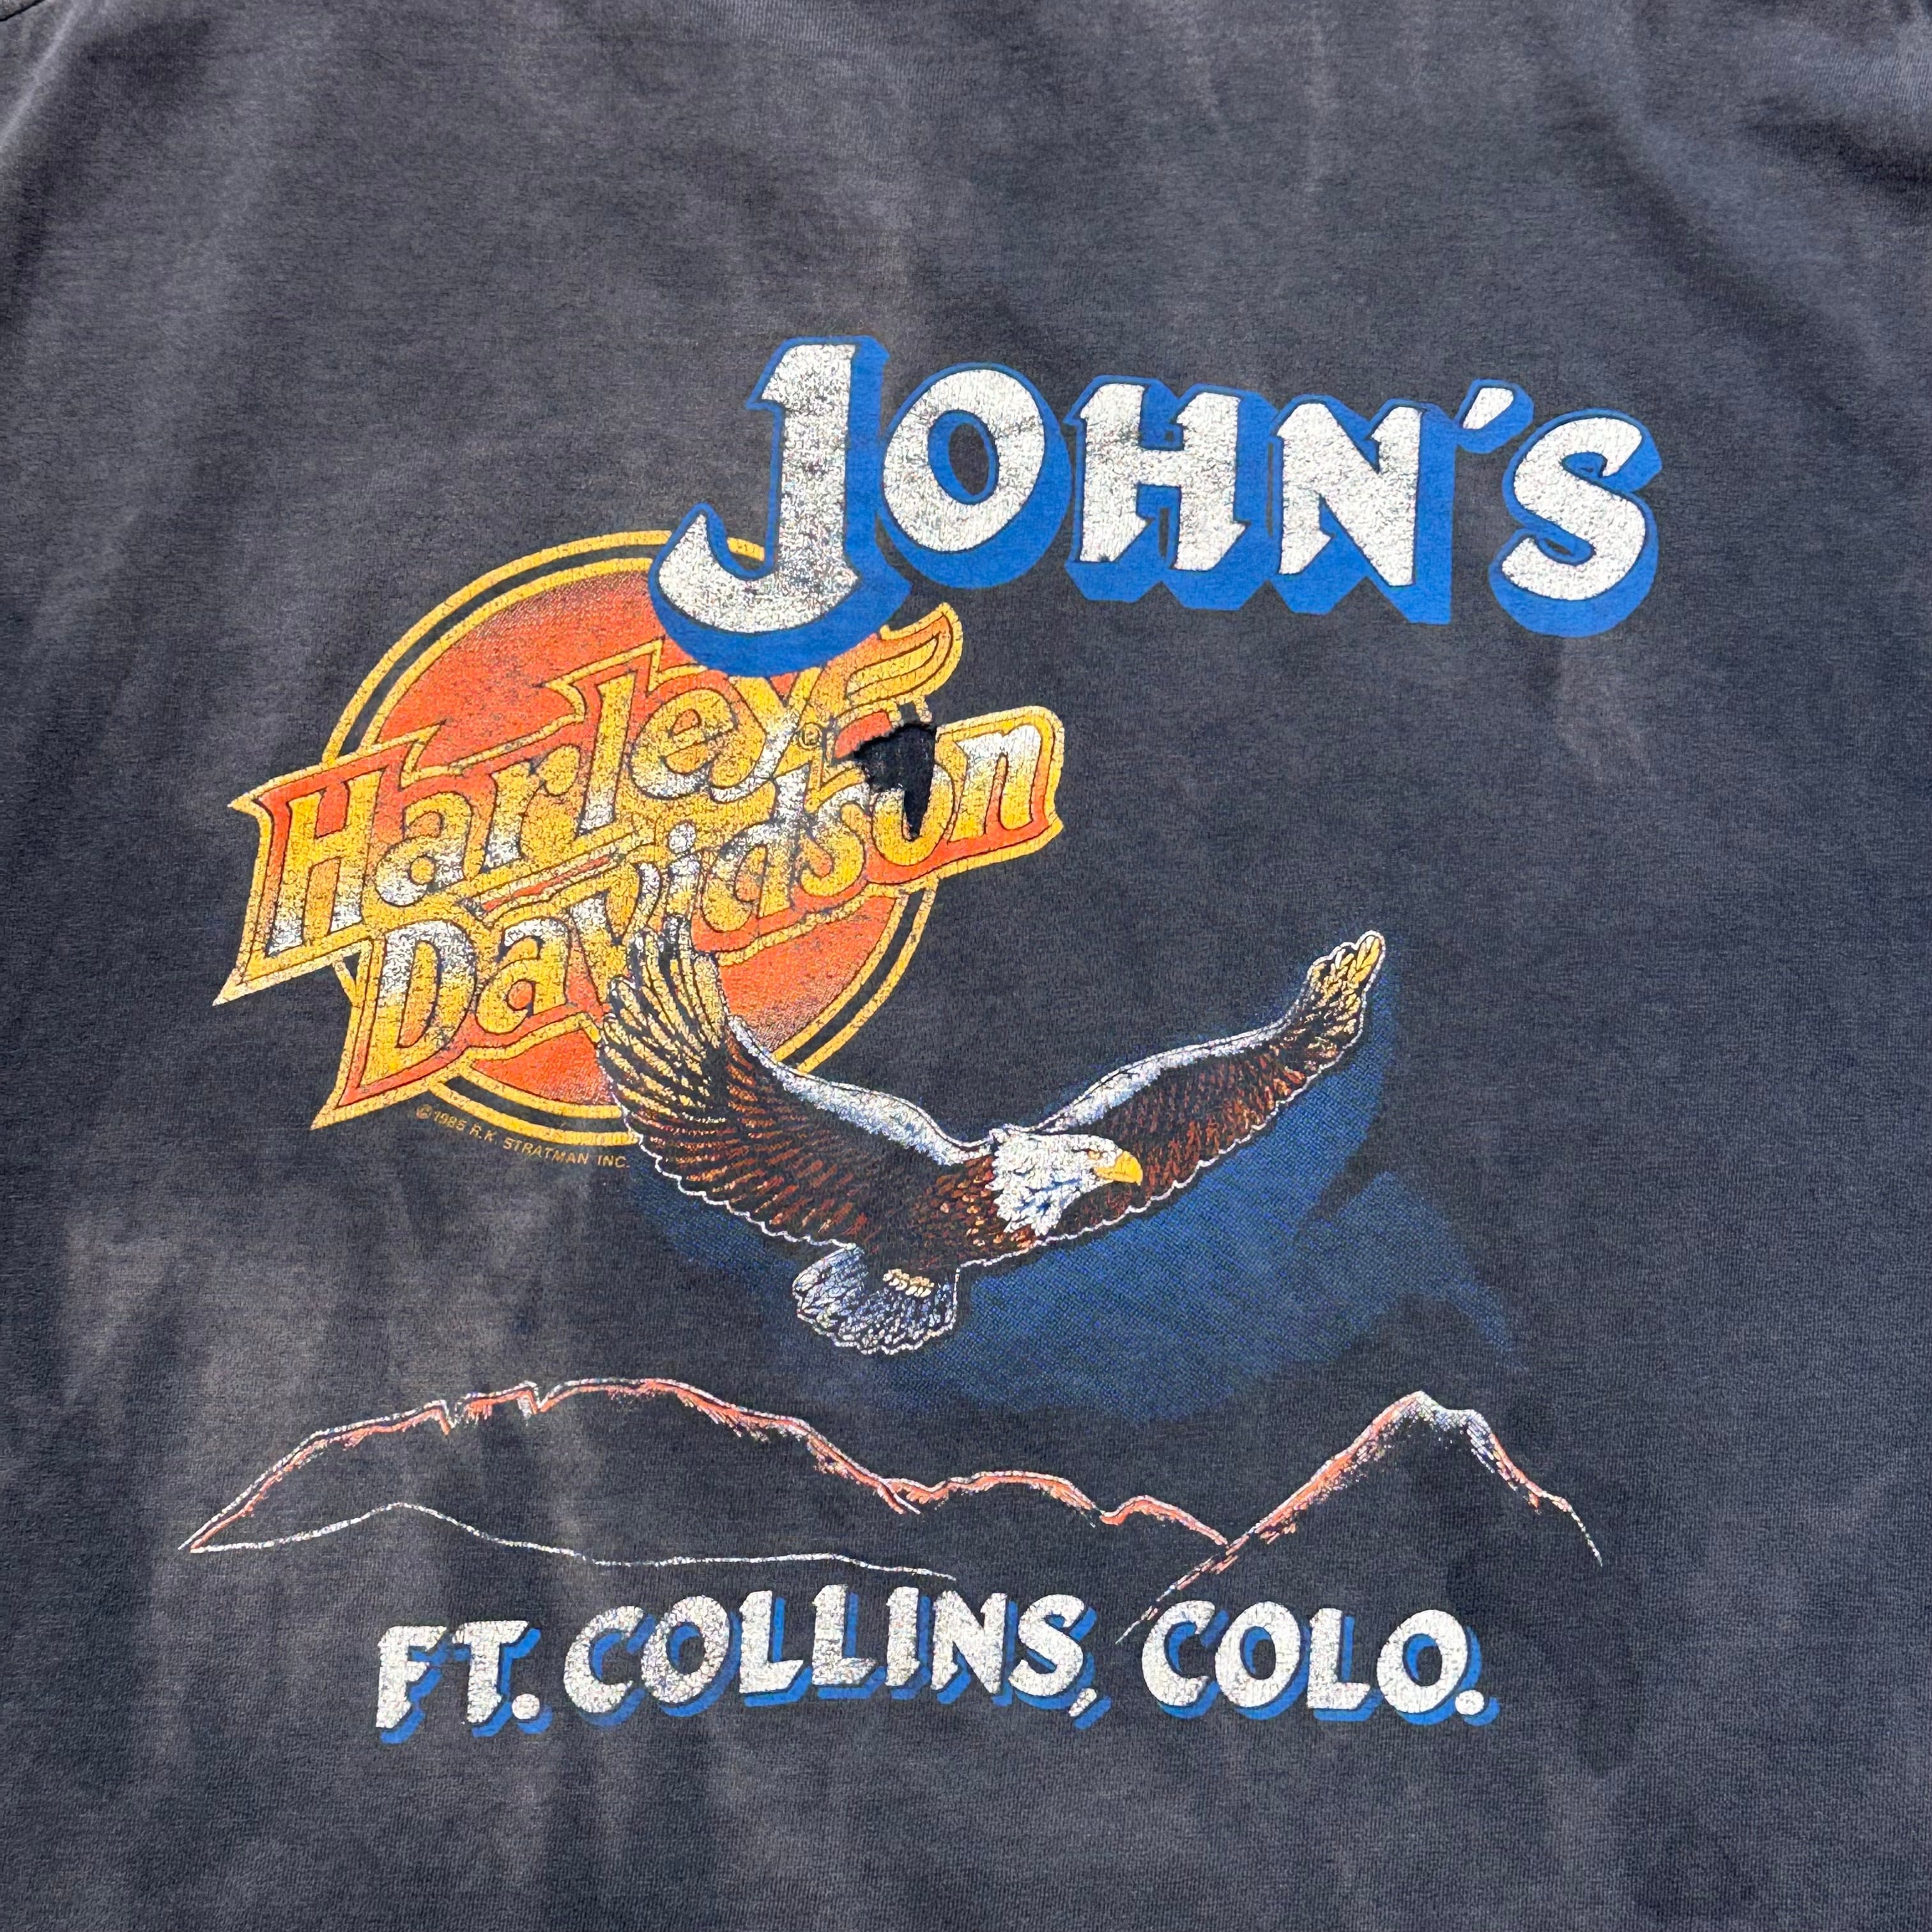 JOHN'S
Harley
Davidson
© 1985 R.K. STRATMAN INC.
FT. COLLINS, COLO.